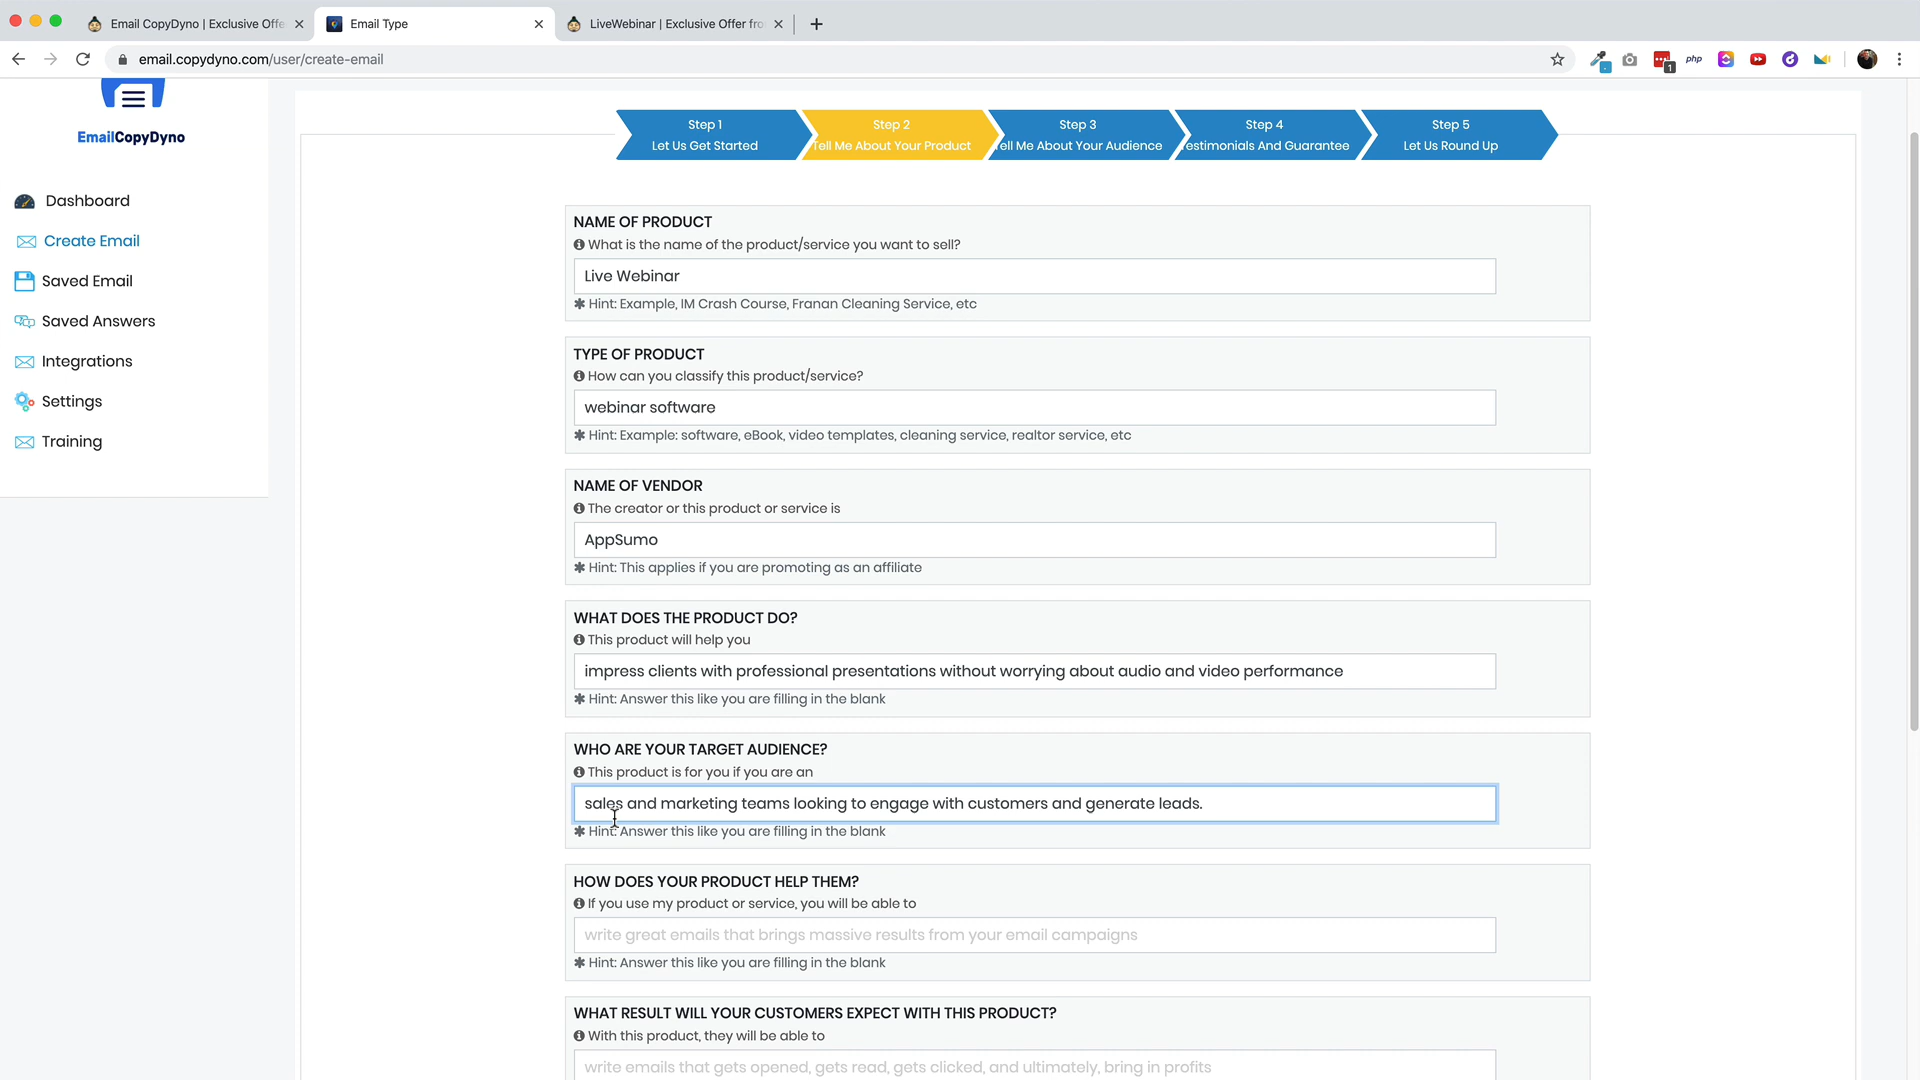 Email CopyDyno | Exclusive Offe
Email Type
LiveWebinar | Exclusive Offer fro
email.copydyno.com/user/create-email
php
1
EmailCopyDyno
Dashboard
Create Email
Saved Email
Saved Answers
Integrations
Settings
Training
Step 1
Let Us Get Started
Step 2
Tell Me About Your Product
Step 3
Tell Me About Your Audience
Step 4
Testimonials And Guarantee
Step 5
Let Us Round Up
NAME OF PRODUCT
What is the name of the product/service you want to sell?
Live Webinar
✱ Hint: Example, IM Crash Course, Franan Cleaning Service, etc
TYPE OF PRODUCT
How can you classify this product/service?
webinar software
✱ Hint: Example: software, eBook, video templates, cleaning service, realtor service, etc
NAME OF VENDOR
The creator or this product or service is
AppSumo
✱ Hint: This applies if you are promoting as an affiliate
WHAT DOES THE PRODUCT DO?
This product will help you
impress clients with professional presentations without worrying about audio and video performance
✱ Hint: Answer this like you are filling in the blank
WHO ARE YOUR TARGET AUDIENCE?
This product is for you if you are an
sales and marketing teams looking to engage with customers and generate leads.
✱ Hint: Answer this like you are filling in the blank
HOW DOES YOUR PRODUCT HELP THEM?
If you use my product or service, you will be able to
write great emails that brings massive results from your email campaigns
✱ Hint: Answer this like you are filling in the blank
WHAT RESULT WILL YOUR CUSTOMERS EXPECT WITH THIS PRODUCT?
With this product, they will be able to
write emails that gets opened, gets read, gets clicked, and ultimately, bring in profits